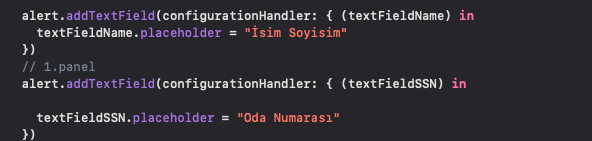 alert.addTextField(configurationHandler: { (textFieldName) in
textFieldName.placeholder = "İsim Soyisim"
})
// 1.panel
alert.addTextField(configurationHandler: { (textFieldSSN) in
textFieldSSN.placeholder = "Oda Numarası"
})